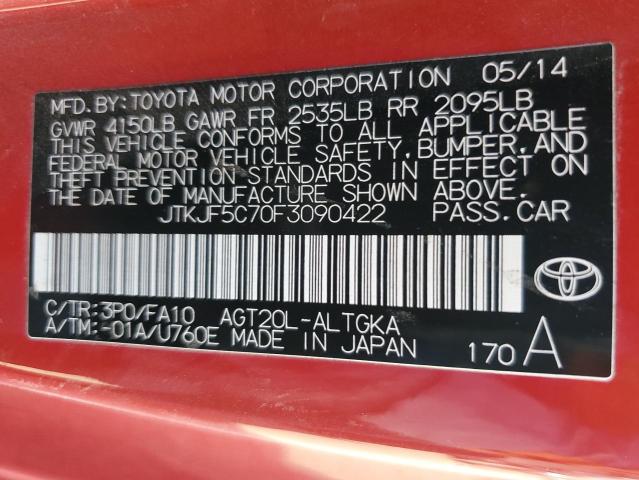 MFD. BY:TOYOTA MOTOR CORPORATION 05/14
GVWR 4150LB GAWR FR 2535LB RR 2095LB
THIS VEHICLE CONFORMS TO ALL APPLICABLE
FEDERAL MOTOR VEHICLE SAFETY,BUMPER,AND
THEFT PREVENTION STANDARDS IN EFFECT ON
THE DATE OF MANUFACTURE SHOWN ABOVE.
JTKJF5C70F3090422 PASS.CAR
C/TR:3P0/FA10 AGT20L-ALTGKA
A/TM:-01A/U760E MADE IN JAPAN
170 A